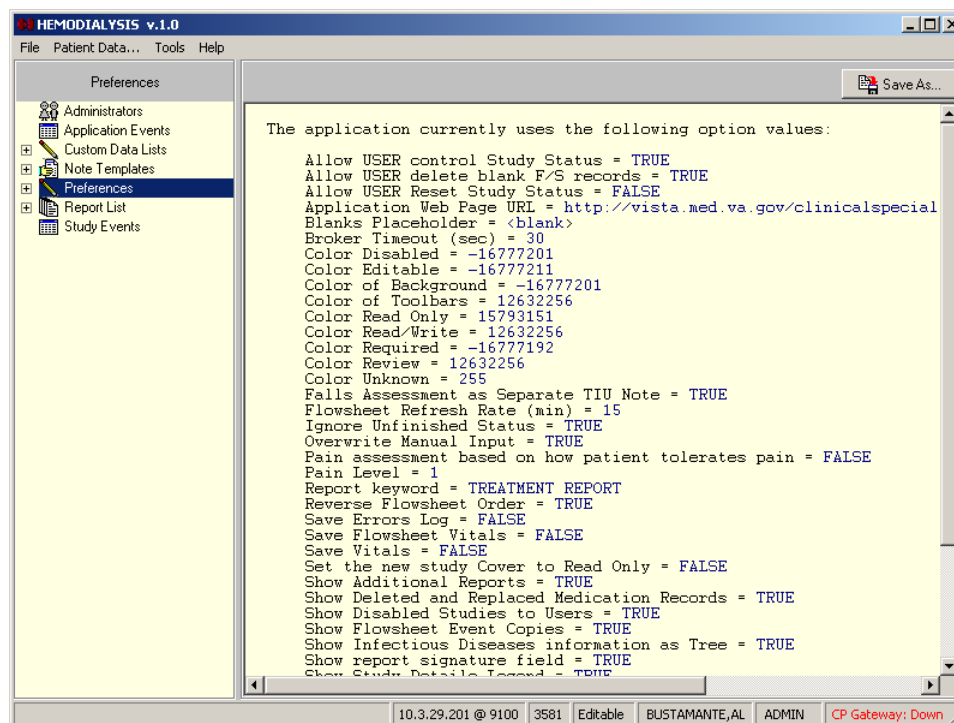 HEMODIALYSIS v.1.0
File Patient Data... Tools Help
Preferences
Save As...
Administrators
Application Events
Custom Data Lists
Note Templates
Preferences
Report List
Study Events
The application currently uses the following option values:
Allow USER control Study Status = TRUE
Allow USER delete blank F/S records = TRUE
Allow USER Reset Study Status = FALSE
Application Web Page URL = http://vista.med.va.gov/clinicalspecial
Blanks Placeholder = <blank>
Broker Timeout (sec) = 30
Color Disabled = -16777201
Color Editable = -16777211
Color of Background = -16777201
Color of Toolbars = 12632256
Color Read Only = 15793151
Color Read/Write = 12632256
Color Required = -16777192
Color Review = 12632256
Color Unknown = 255
Falls Assessment as Separate TIU Note = TRUE
Flowsheet Refresh Rate (min) = 15
Ignore Unfinished Status = TRUE
Overwrite Manual Input = TRUE
Pain assessment based on how patient tolerates pain = FALSE
Pain Level = 1
Report keyword = TREATMENT REPORT
Reverse Flowsheet Order = TRUE
Save Errors Log = FALSE
Save Flowsheet Vitals = FALSE
Save Vitals = FALSE
Set the new study Cover to Read Only = FALSE
Show Additional Reports = TRUE
Show Deleted and Replaced Medication Records = TRUE
Show Disabled Studies to Users = TRUE
Show Flowsheet Event Copies = TRUE
Show Infectious Diseases information as Tree = TRUE
Show report signature field = TRUE
Show Study Details Legend = TRUE
10.3.29.201 @ 9100 3581 Editable BUSTAMANTE,AL ADMIN CP Gateway: Down